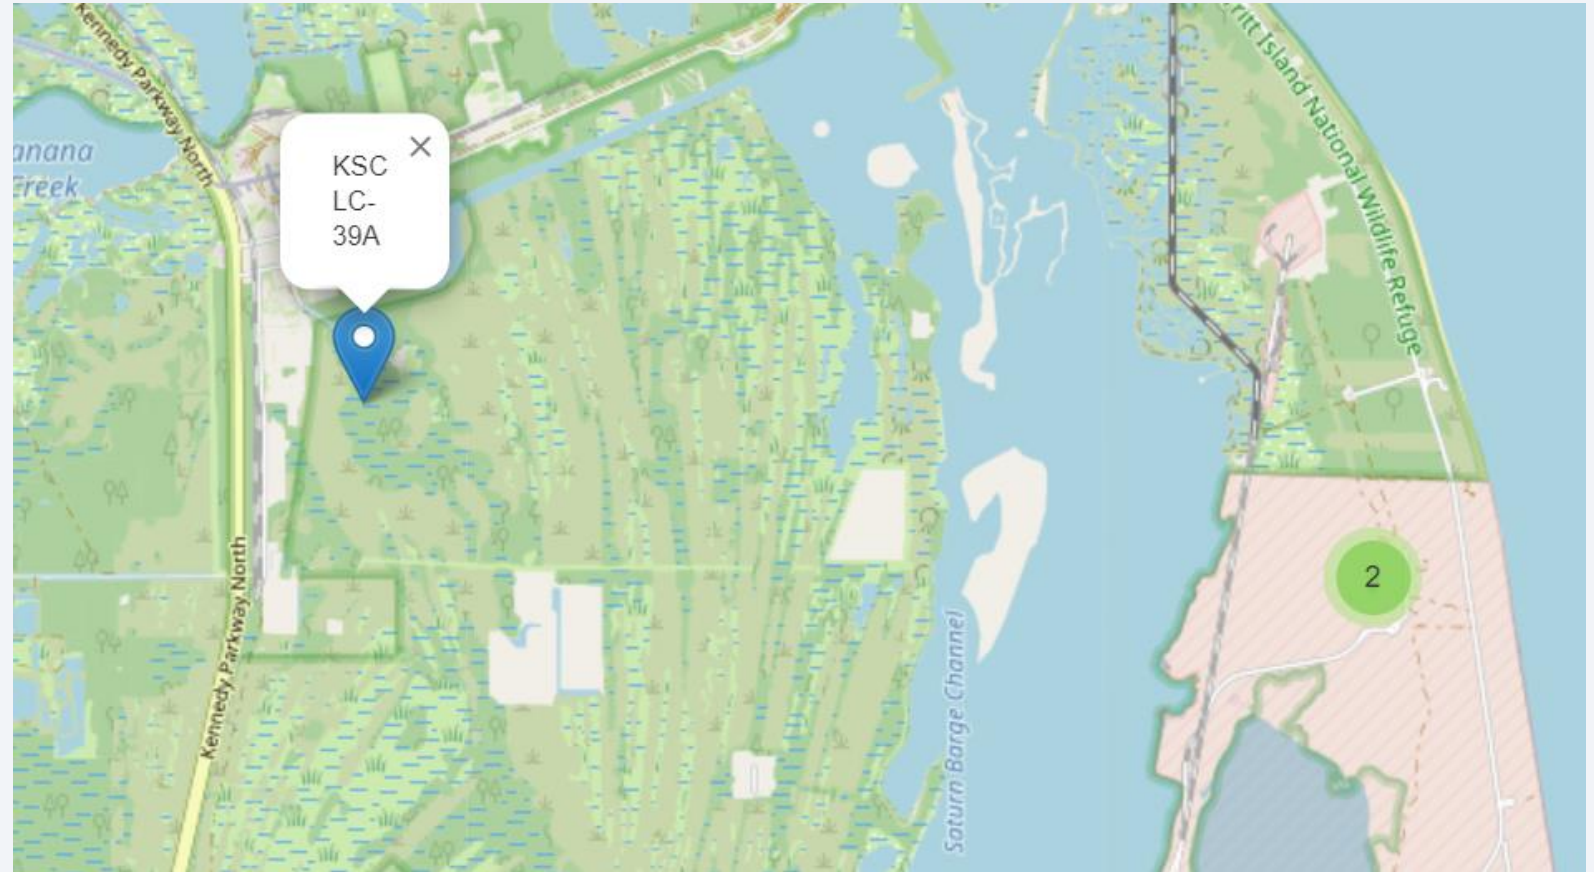 Kennedy Parkway North
rritt Island National Wildlife Refuge
anana
Creek
KSC
LC-
39A
×
2
Kennedy Parkway North
Saturn Barge Channel